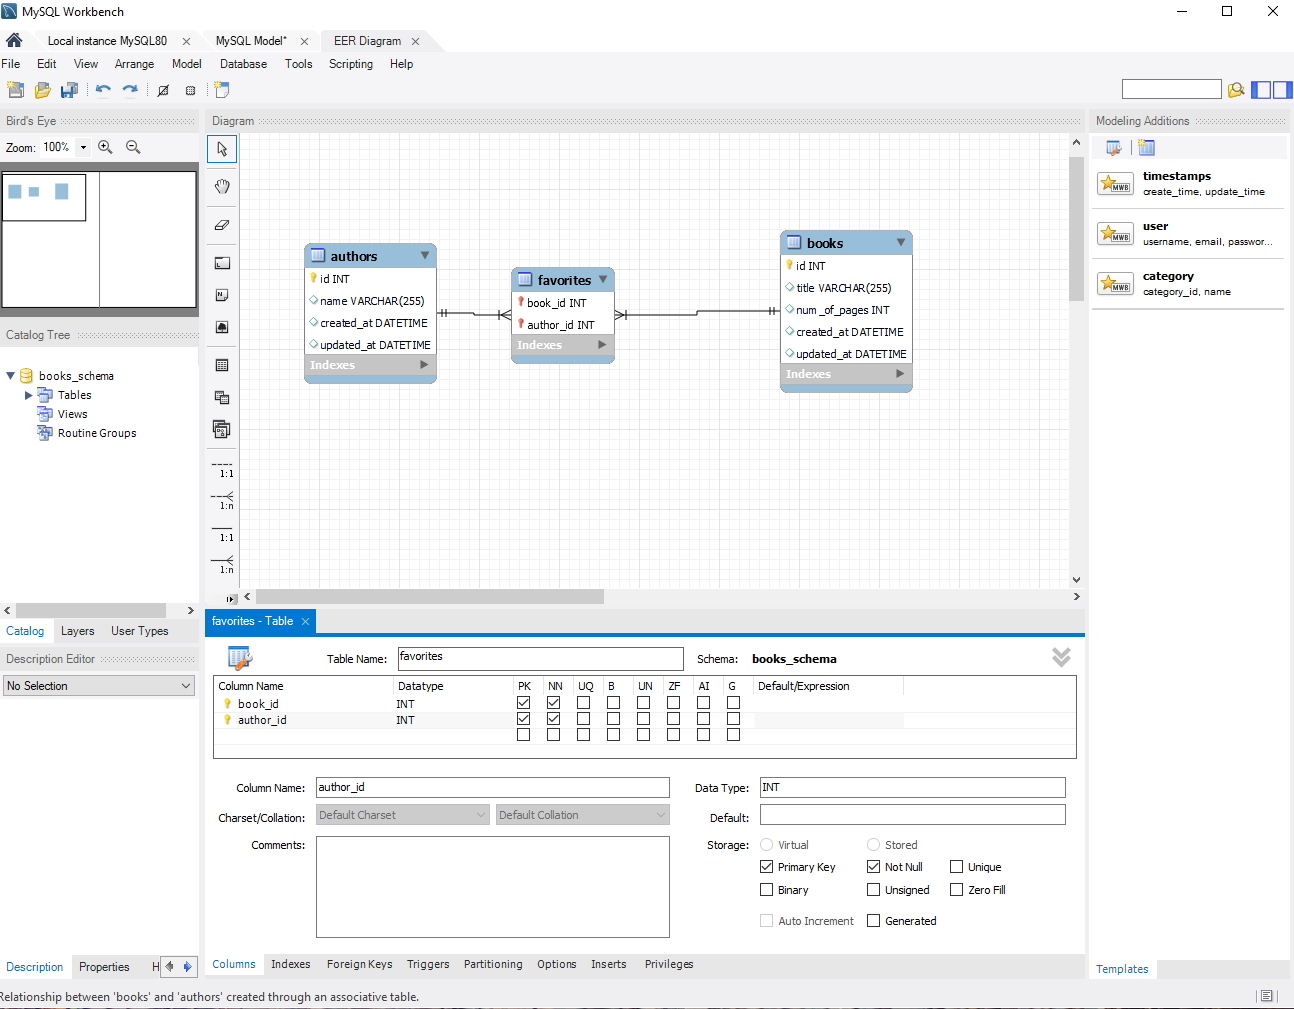 MySQL Workbench
Local instance MySQL80
MySQL Model*
EER Diagram
File Edit View Arrange Model Database Tools Scripting Help
Bird's Eye
Zoom: 100%
Diagram
Modeling Additions
timestamps
create_time, update_time
user
username, email, passwor...
category
category_id, name
MWB
MWB
MWB
authors
id INT
name VARCHAR(255)
created_at DATETIME
updated_at DATETIME
Indexes
favorites
book_id INT
author_id INT
Indexes
books
id INT
title VARCHAR(255)
num _of_pages INT
created_at DATETIME
updated_at DATETIME
Indexes
1:1
1:n
1:1
1:n
Catalog Tree
books_schema
Tables
Views
Routine Groups
Catalog Layers User Types
Description Editor
No Selection
Description Properties H
favorites - Table
Table Name: favorites Schema: books_schema
Column Name Datatype PK NN UQ B UN ZF AI G Default/Expression
book_id INT
author_id INT
Column Name: author_id Data Type: INT
Charset/Collation: Default Charset Default Collation Default:
Comments: Storage: Virtual Stored
Primary Key Not Null Unique
Binary Unsigned Zero Fill
Auto Increment Generated
Columns Indexes Foreign Keys Triggers Partitioning Options Inserts Privileges
Templates
Relationship between 'books' and 'authors' created through an associative table.